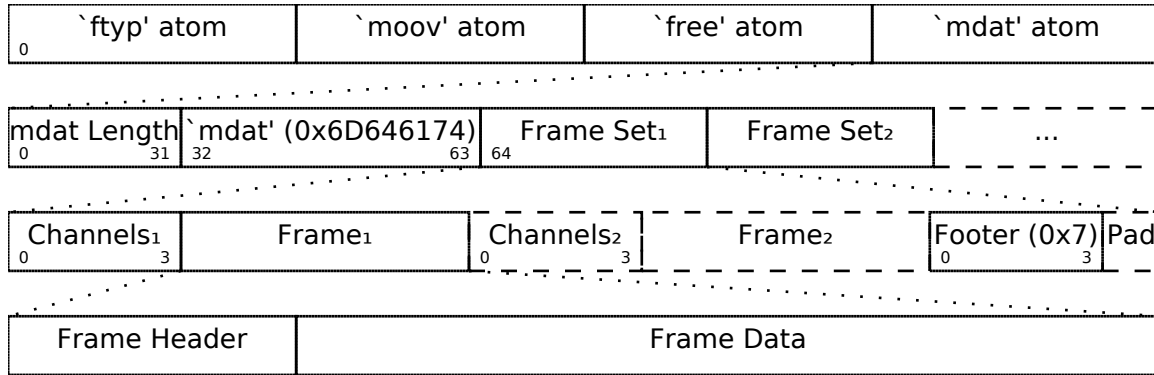 `ftyp' atom `moov' atom `free' atom `mdat' atom
0
mdat Length `mdat' (0x6D646174) Frame Set₁ Frame Set₂ ...
0 31 32 63 64
Channels₁ Frame₁ Channels₂ Frame₂ Footer (0x7) Pad
0 3 0 3 0 3
Frame Header Frame Data